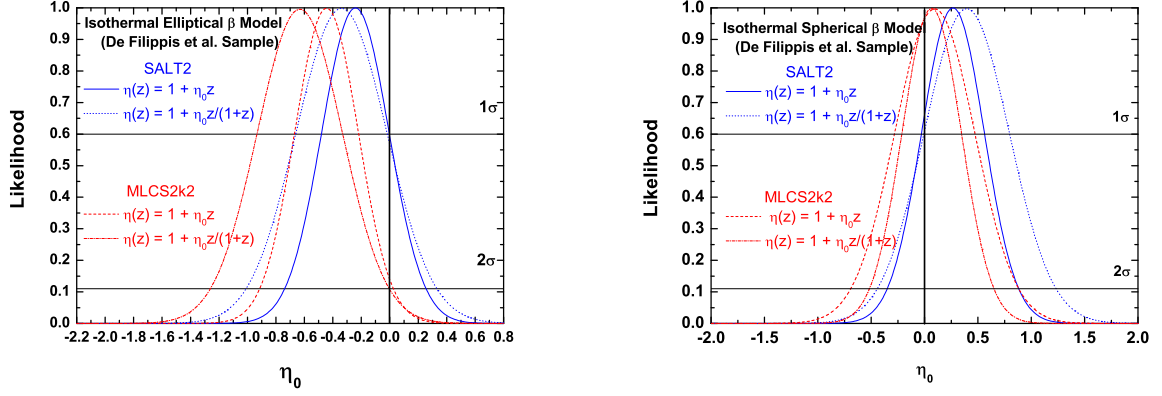 Isothermal Elliptical β Model
(De Filippis et al. Sample)
SALT2
η(z) = 1 + η₀z
η(z) = 1 + η₀z/(1+z)
1σ
MLCS2k2
η(z) = 1 + η₀z
η(z) = 1 + η₀z/(1+z)
2σ
Likelihood
1.0
0.9
0.8
0.7
0.6
0.5
0.4
0.3
0.2
0.1
0.0
-2.2 -2.0 -1.8 -1.6 -1.4 -1.2 -1.0 -0.8 -0.6 -0.4 -0.2 0.0 0.2 0.4 0.6 0.8
η₀
Isothermal Spherical β Model
(De Filippis et al. Sample)
SALT2
η(z) = 1 + η₀z
η(z) = 1 + η₀z/(1+z)
1σ
MLCS2k2
η(z) = 1 + η₀z
η(z) = 1 + η₀z/(1+z)
2σ
Likelihood
1.0
0.9
0.8
0.7
0.6
0.5
0.4
0.3
0.2
0.1
0.0
-2.0 -1.5 -1.0 -0.5 0.0 0.5 1.0 1.5 2.0
η₀